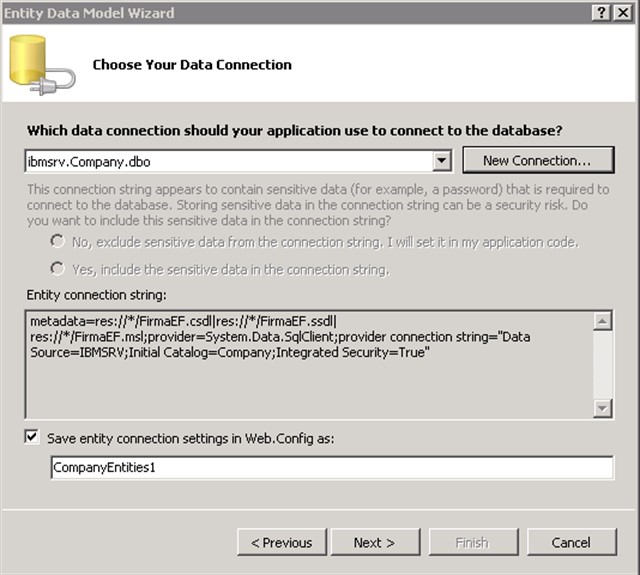 Entity Data Model Wizard
Choose Your Data Connection
Which data connection should your application use to connect to the database?
ibmsrv.Company.dbo
New Connection...
This connection string appears to contain sensitive data (for example, a password) that is required to
connect to the database. Storing sensitive data in the connection string can be a security risk. Do
you want to include this sensitive data in the connection string?
No, exclude sensitive data from the connection string. I will set it in my application code.
Yes, include the sensitive data in the connection string.
Entity connection string:
metadata=res://*/FirmaEF.csdl|res://*/FirmaEF.ssdl|
res://*/FirmaEF.msl;provider=System.Data.SqlClient;provider connection string="Data
Source=IBMSRV;Initial Catalog=Company;Integrated Security=True"
Save entity connection settings in Web.Config as:
CompanyEntities1
< Previous
Next >
Finish
Cancel